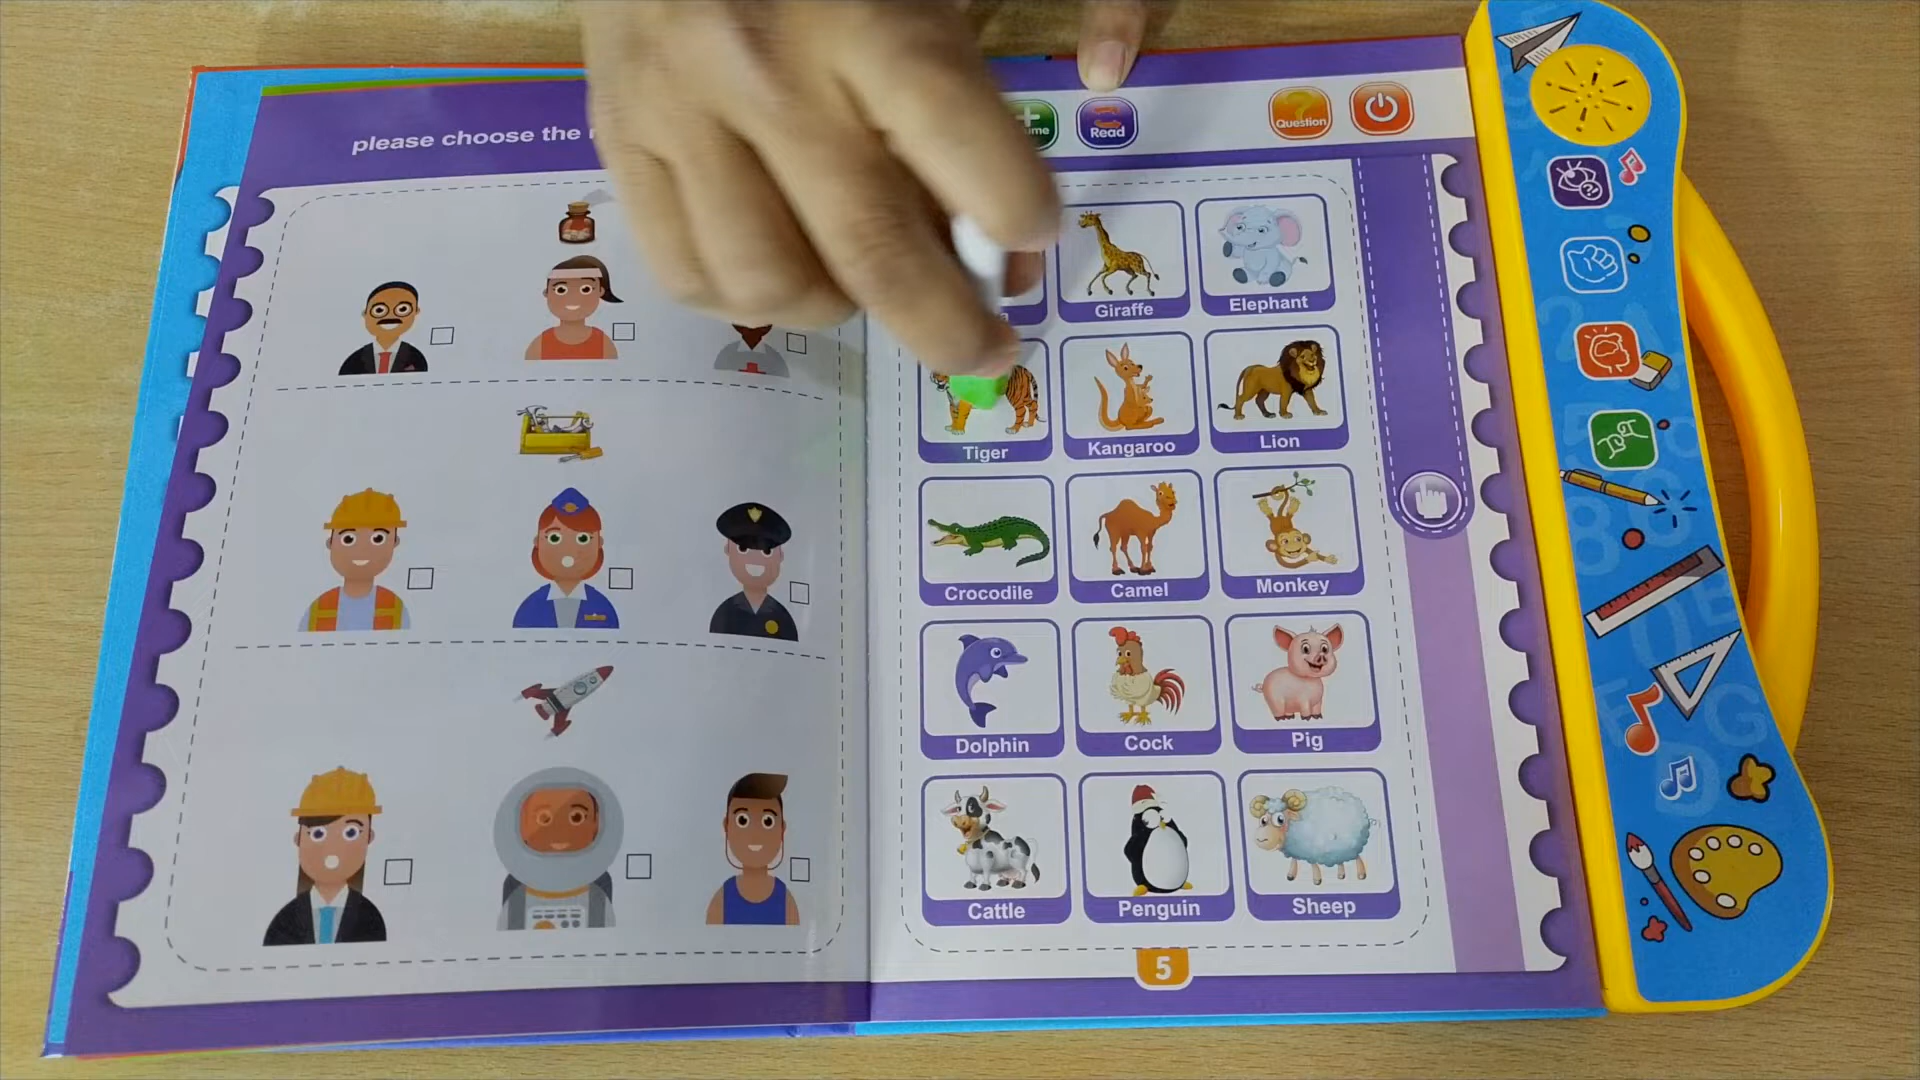 please choose the
Read
Question
Giraffe
Elephant
Tiger
Kangaroo
Lion
Crocodile
Camel
Monkey
Dolphin
Cock
Pig
Cattle
Penguin
Sheep
5